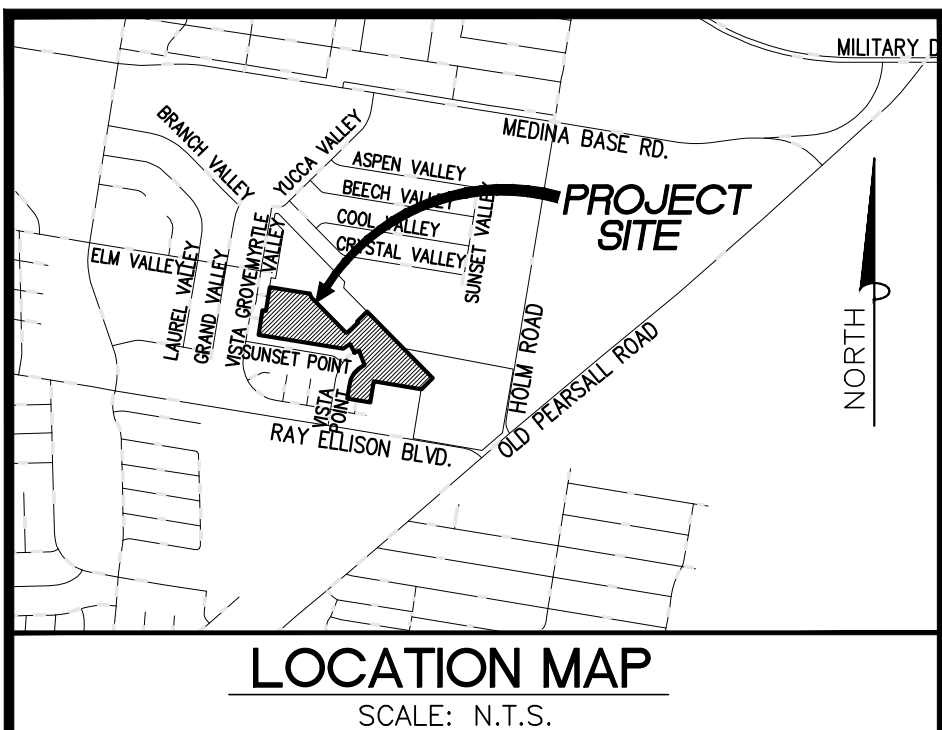 MILITARY D
MEDINA BASE RD.
BRANCH VALLEY
YUCCA VALLEY
ASPEN VALLEY
BEECH VALLEY
COOL VALLEY
CRYSTAL VALLEY
SUNSET VALLEY
PROJECT
SITE
ELM VALLEY
LAUREL VALLEY
GRAND VALLEY
VISTA GROVE
MYRTLE
VALLEY
SUNSET POINT
VISTA
POINT
HOLM ROAD
OLD PEARSALL ROAD
RAY ELLISON BLVD.
NORTH
LOCATION MAP
SCALE: N.T.S.